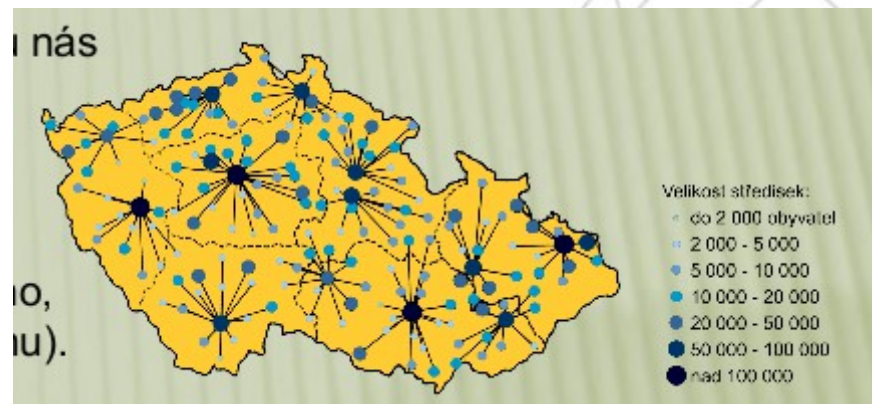 u nás
no,
nu).
Velikost středisek:
do 2 000 obyvatel
2 000 - 5 000
5 000 - 10 000
10 000 - 20 000
20 000 - 50 000
50 000 - 100 000
nad 100 000